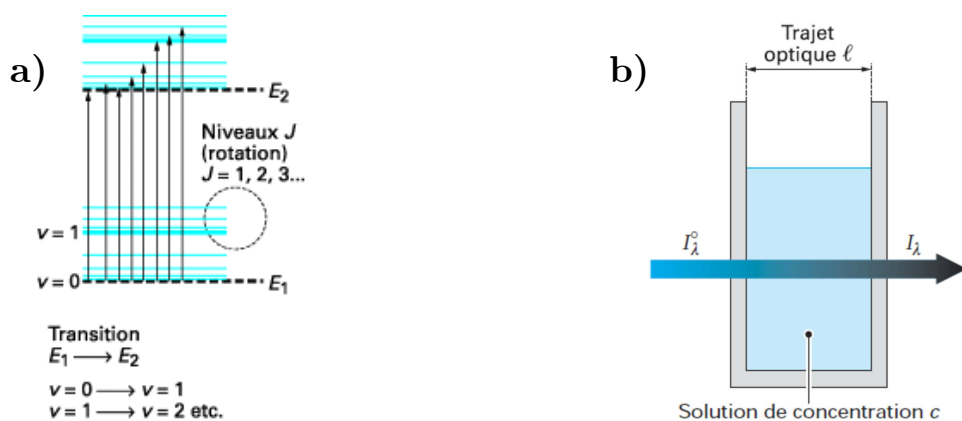 a)
E₂
Niveaux J
(rotation)
J = 1, 2, 3...
v = 1
v = 0
E₁
Transition
E₁ ⟶ E₂
v = 0 ⟶ v = 1
v = 1 ⟶ v = 2 etc.
b)
Trajet
optique ℓ
I°λ
Iλ
Solution de concentration c